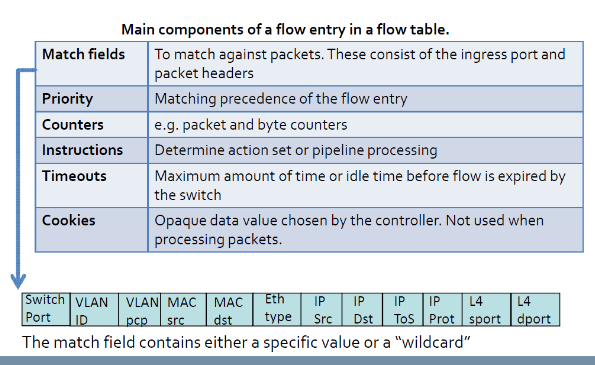 Main components of a flow entry in a flow table.
Match fields To match against packets. These consist of the ingress port and
packet headers
Priority Matching precedence of the flow entry
Counters e.g. packet and byte counters
Instructions Determine action set or pipeline processing
Timeouts Maximum amount of time or idle time before flow is expired by
the switch
Cookies Opaque data value chosen by the controller. Not used when
processing packets.
Switch Port VLAN ID VLAN pcp MAC src MAC dst Eth type IP Src IP Dst IP ToS IP Prot L4 sport L4 dport
The match field contains either a specific value or a “wildcard”